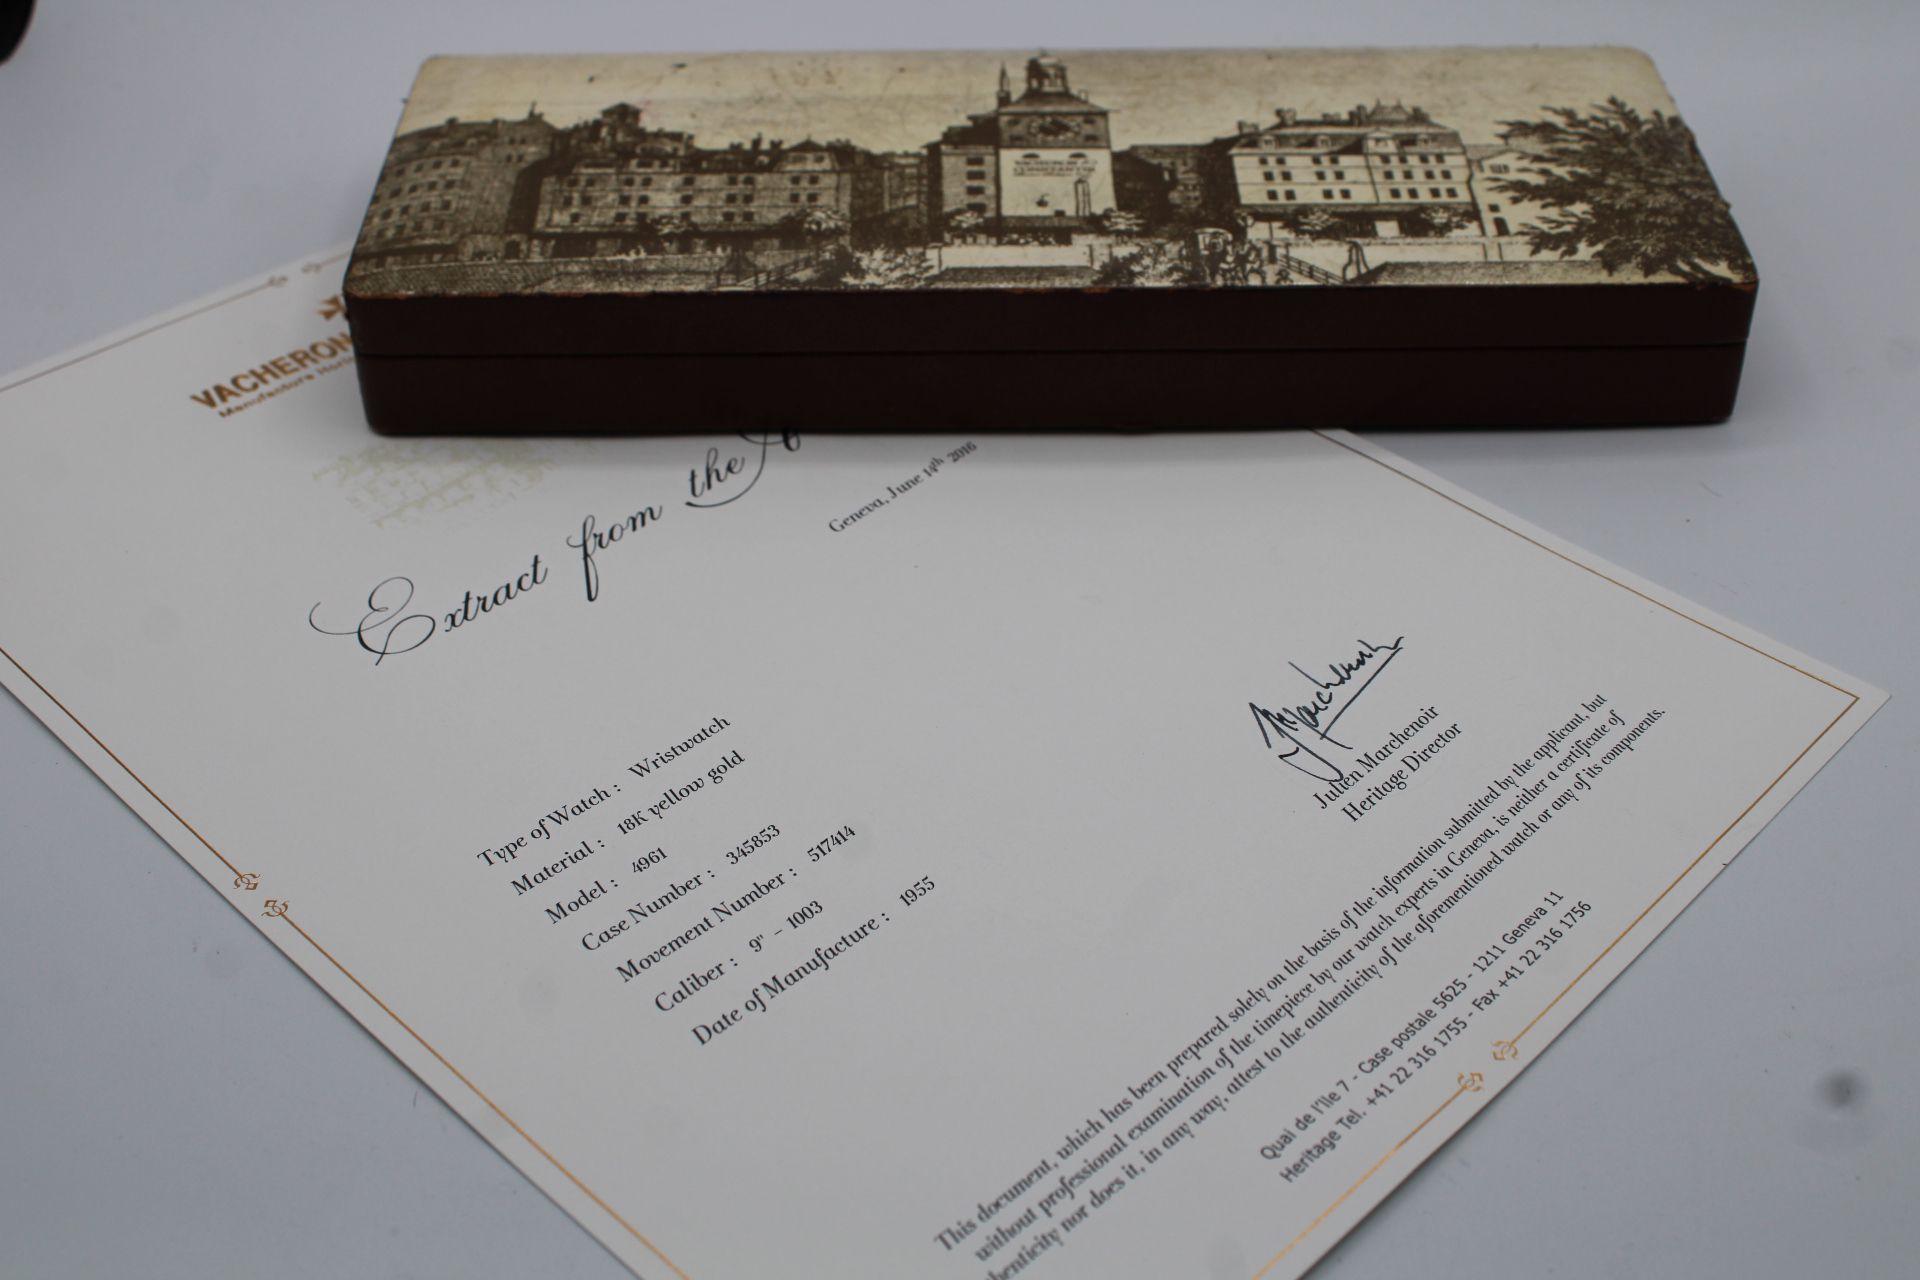 VACHERON
CONSTANTIN
VACHERON
Manufacture
Extract from the
Geneva, June 14th 2016
Type of Watch : Wristwatch
Material : 18K yellow gold
Model : 4961
Case Number : 345853
Movement Number : 517414
Caliber : 9" – 1003
Date of Manufacture : 1955
Julien Marchenoir
Heritage Director
This document, which has been prepared solely on the basis of the information submitted by the applicant, but
without professional examination of the timepiece by our watch experts in Geneva, is neither a certificate of
nor does it, in any way, attest to the authenticity of the aforementioned watch or any of its components.
Quai de l'Ile 7 - Case postale 5625 - 1211 Geneva 11
Heritage Tel. +41 22 316 1755 - Fax +41 22 316 1756